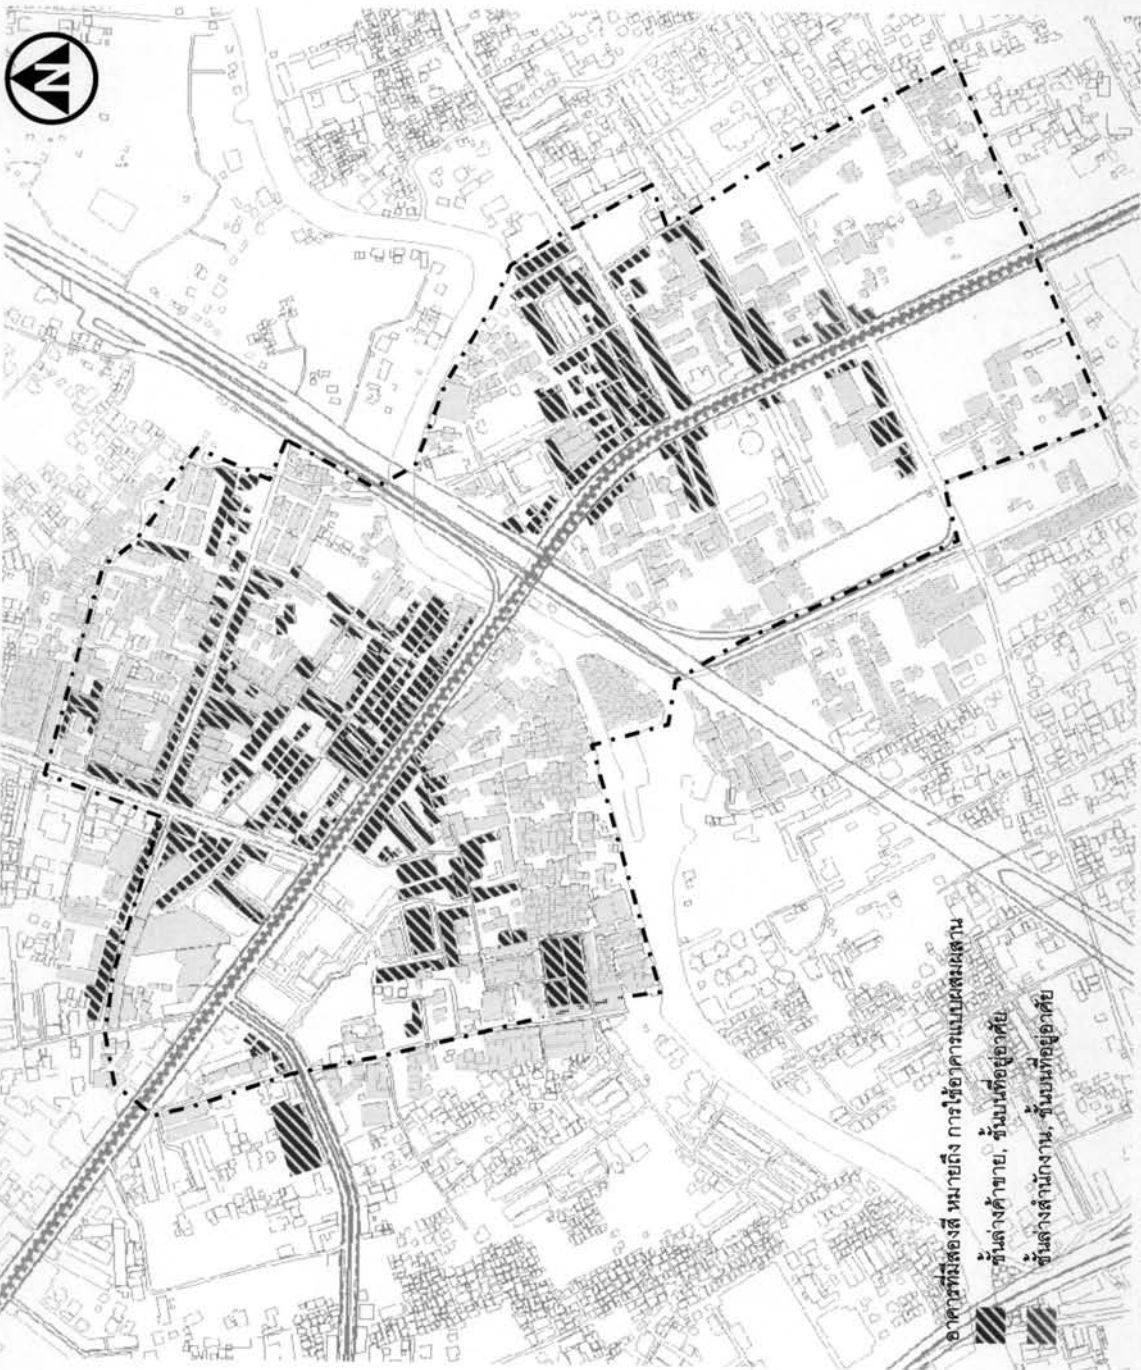 N
อาคารที่มีสองสี หมายถึง การใช้อาคารแบบผสมผสาน
ชั้นล่างค้าขาย, ชั้นบนที่อยู่อาศัย
ชั้นล่างสำนักงาน, ชั้นบนที่อยู่อาศัย